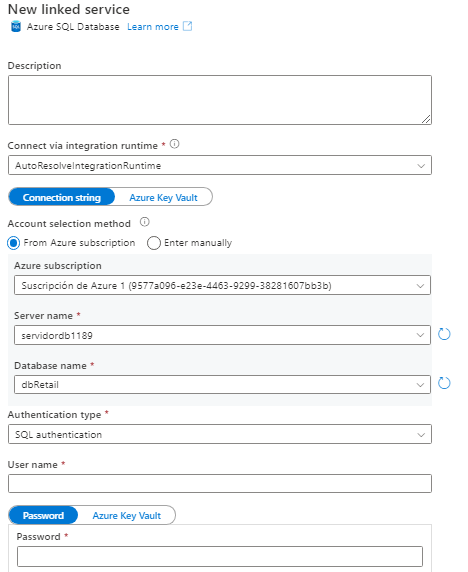 New linked service
Azure SQL Database Learn more
Description
Connect via integration runtime *
AutoResolveIntegrationRuntime
Connection string Azure Key Vault
Account selection method
From Azure subscription Enter manually
Azure subscription
Suscripción de Azure 1 (9577a096-e23e-4463-9299-38281607bb3b)
Server name *
servidordb1189
Database name *
dbRetail
Authentication type *
SQL authentication
User name *
Password Azure Key Vault
Password *